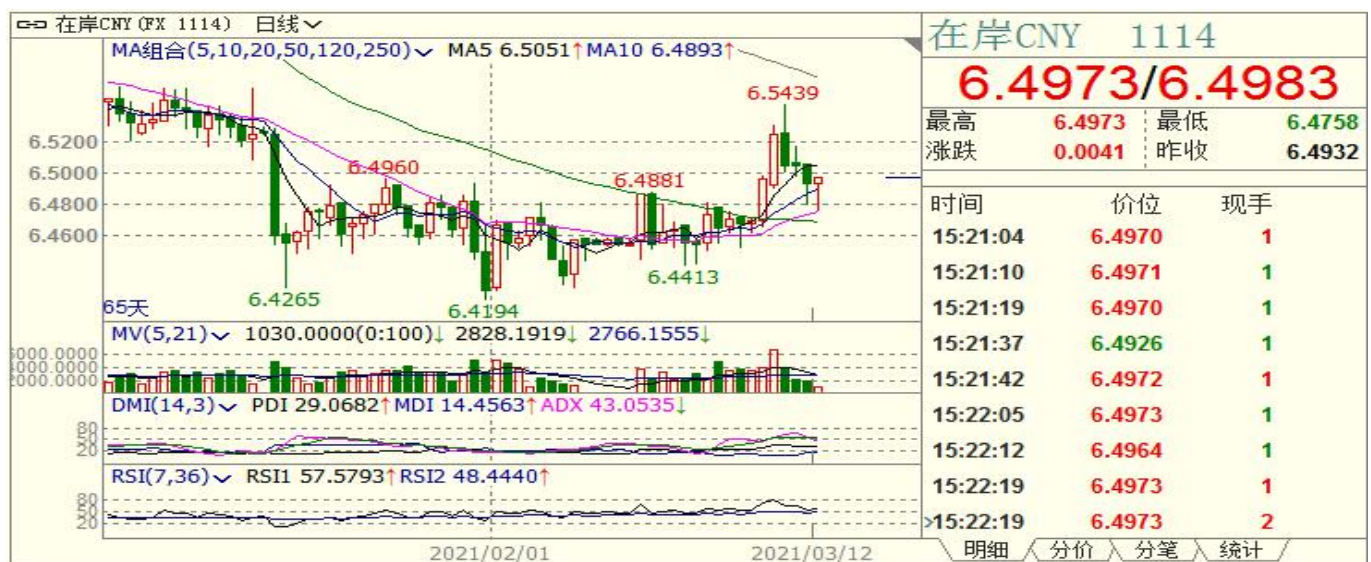 在岸CNY(FX 1114) 日线
MA组合(5,10,20,50,120,250) MA5 6.5051↑MA10 6.4893↑
6.5439
6.5200
6.5000
6.4960
6.4881
6.4800
6.4600
6.4413
6.4265
6.4194
65天
MV(5,21) 1030.0000(0:100)↓ 2828.1919↓ 2766.1555↓
6000.0000
4000.0000
2000.0000
DMI(14,3) PDI 29.0682↑MDI 14.4563↑ADX 43.0535↓
80
50
20
RSI(7,36) RSI1 57.5793↑RSI2 48.4440↑
80
50
20
2021/02/01 2021/03/12
在岸CNY 1114
6.4973/6.4983
最高 6.4973 最低 6.4758
涨跌 0.0041 昨收 6.4932
时间 价位 现手
15:21:04 6.4970 1
15:21:10 6.4971 1
15:21:19 6.4970 1
15:21:37 6.4926 1
15:21:42 6.4972 1
15:22:05 6.4973 1
15:22:12 6.4964 1
15:22:19 6.4973 1
>15:22:19 6.4973 2
明细 分价 分笔 统计